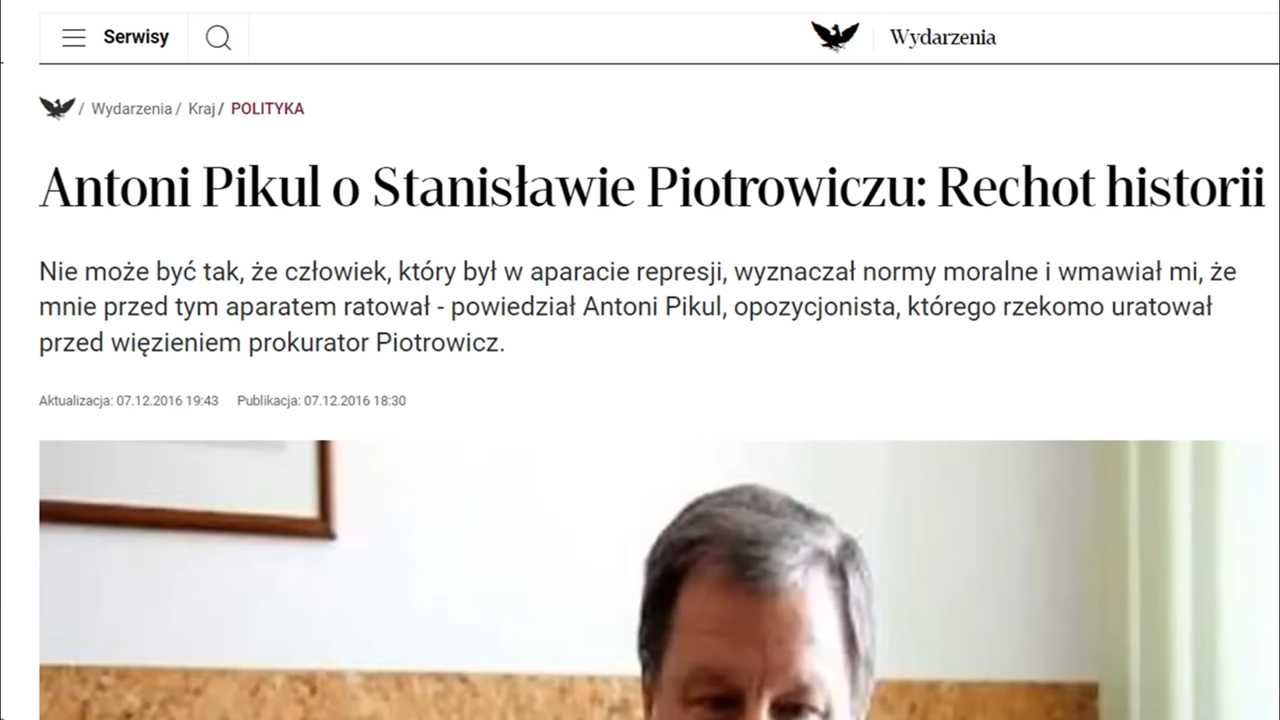 Serwisy
Wydarzenia
/ Wydarzenia / Kraj / POLITYKA
Antoni Pikul o Stanisławie Piotrowiczu: Rechot historii
Nie może być tak, że człowiek, który był w aparacie represji, wyznaczał normy moralne i wmawiał mi, że
mnie przed tym aparatem ratował - powiedział Antoni Pikul, opozycjonista, którego rzekomo uratował
przed więzieniem prokurator Piotrowicz.
Aktualizacja: 07.12.2016 19:43 Publikacja: 07.12.2016 18:30